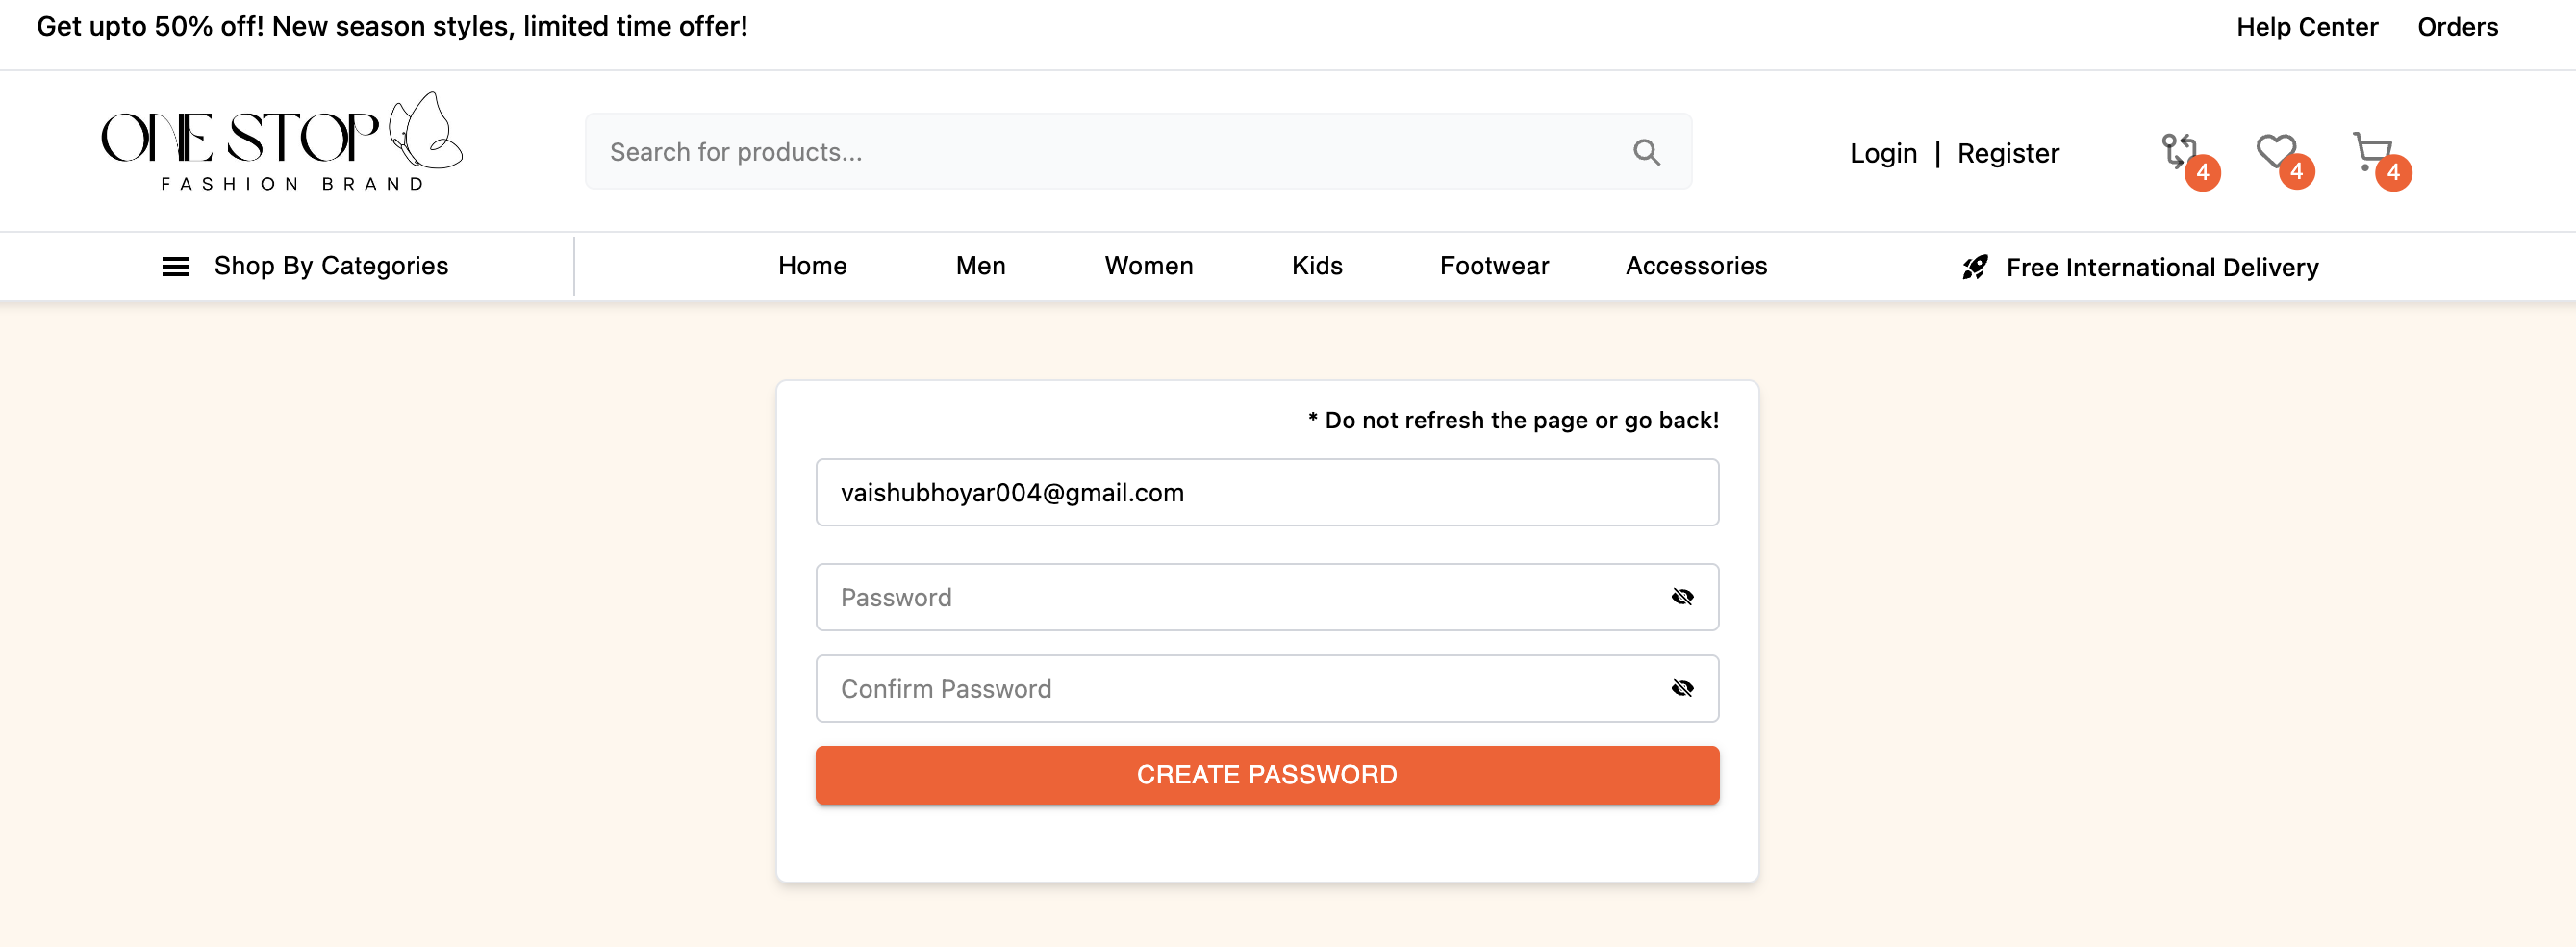 Get upto 50% off! New season styles, limited time offer!
Help Center Orders
ONE STOP
FASHION BRAND
Search for products...
Login | Register
4 4 4
Shop By Categories
Home Men Women Kids Footwear Accessories
Free International Delivery
* Do not refresh the page or go back!
vaishubhoyar004@gmail.com
Password
Confirm Password
CREATE PASSWORD